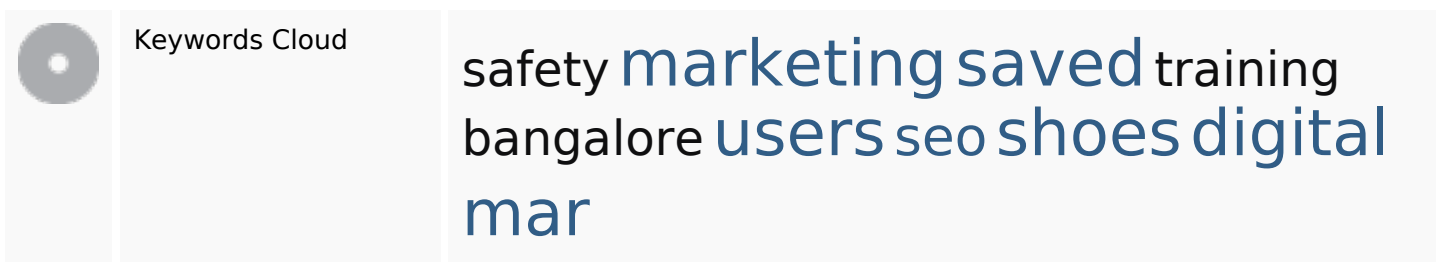 Keywords Cloud
safety marketing saved training
bangalore users seo shoes digital
mar